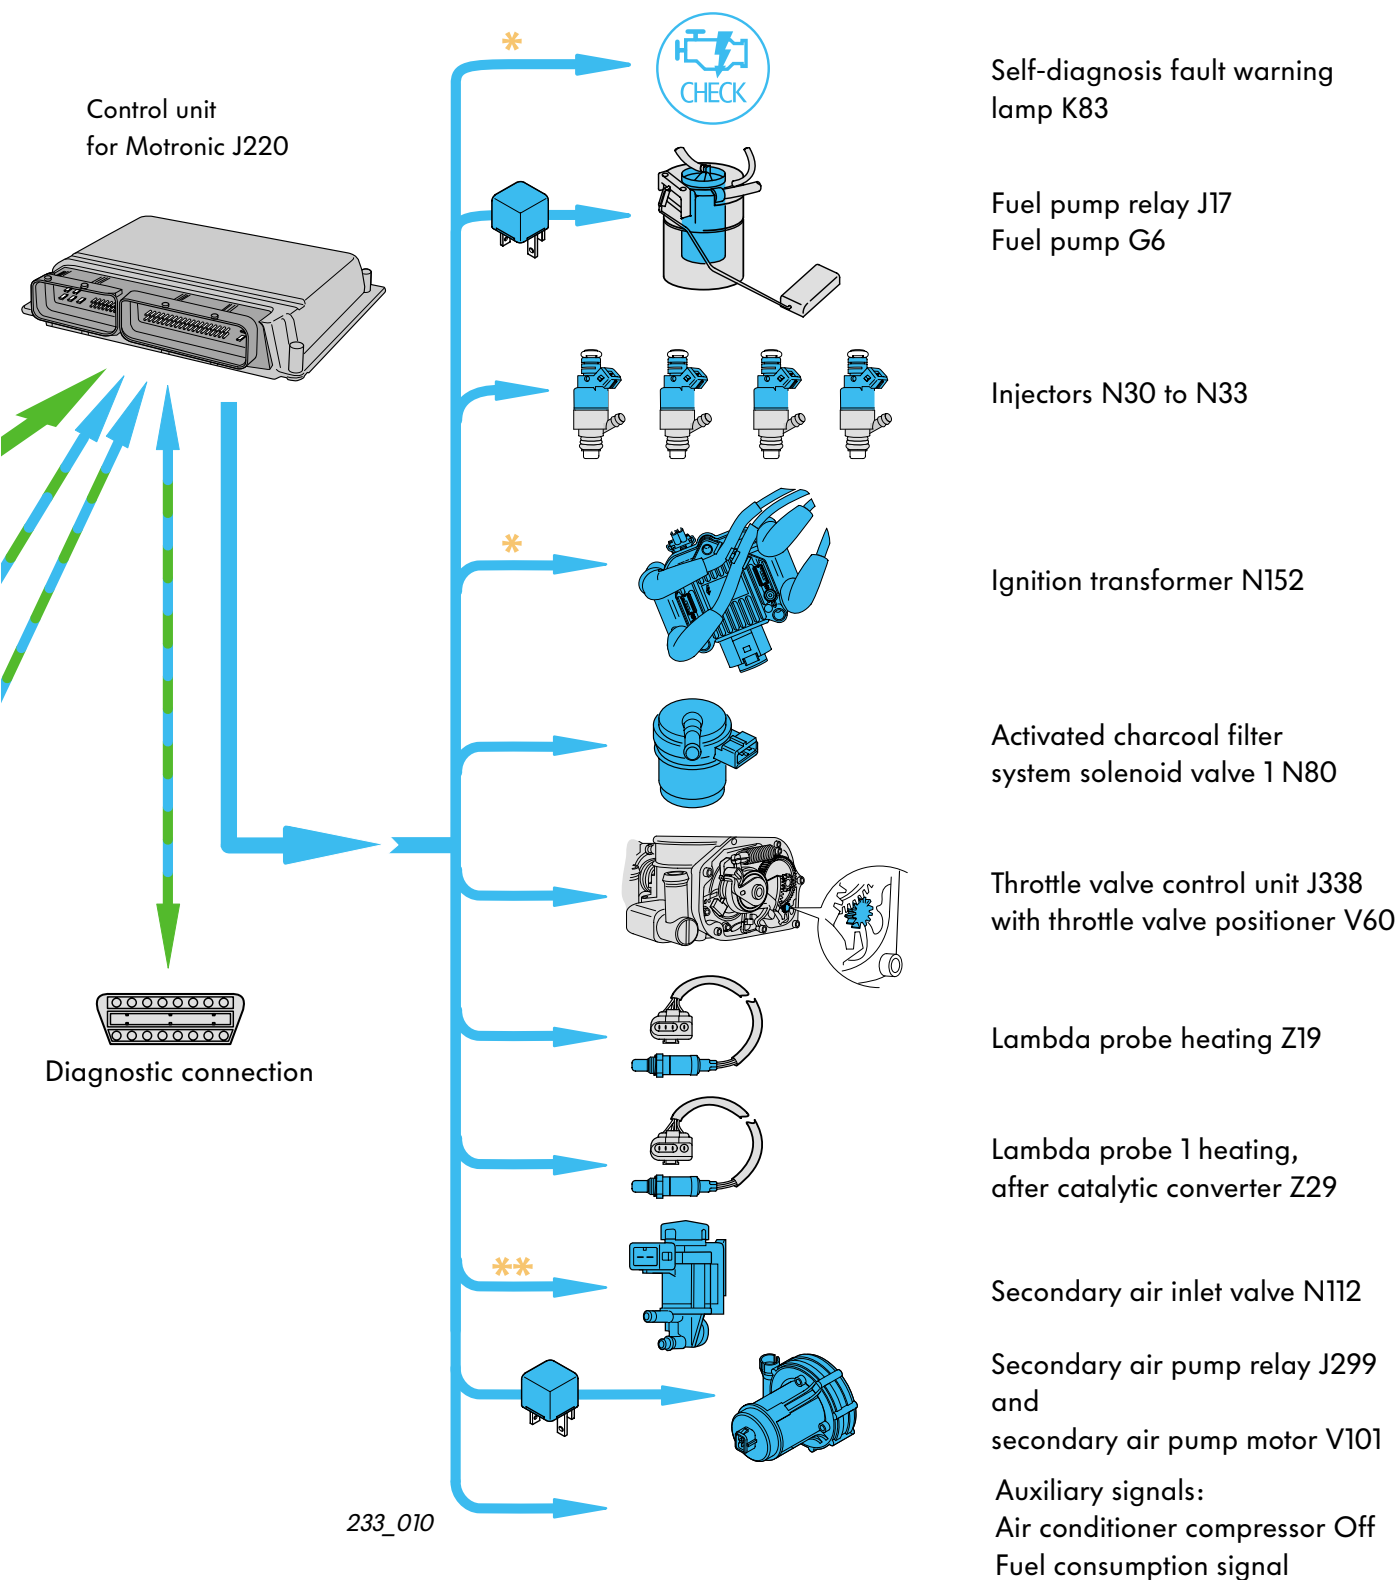 *
CHECK
Self-diagnosis fault warning
lamp K83
Control unit
for Motronic J220
Fuel pump relay J17
Fuel pump G6
Injectors N30 to N33
*
Ignition transformer N152
Activated charcoal filter
system solenoid valve 1 N80
Throttle valve control unit J338
with throttle valve positioner V60
Diagnostic connection
Lambda probe heating Z19
Lambda probe 1 heating,
after catalytic converter Z29
**
Secondary air inlet valve N112
Secondary air pump relay J299
and
secondary air pump motor V101
Auxiliary signals:
Air conditioner compressor Off
Fuel consumption signal
233_010